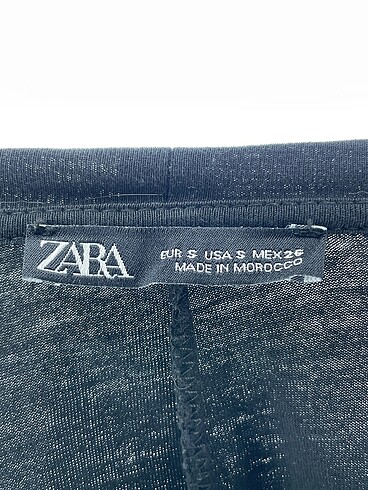 ZARA
EUR S USA S MEX 26
MADE IN MOROCCO